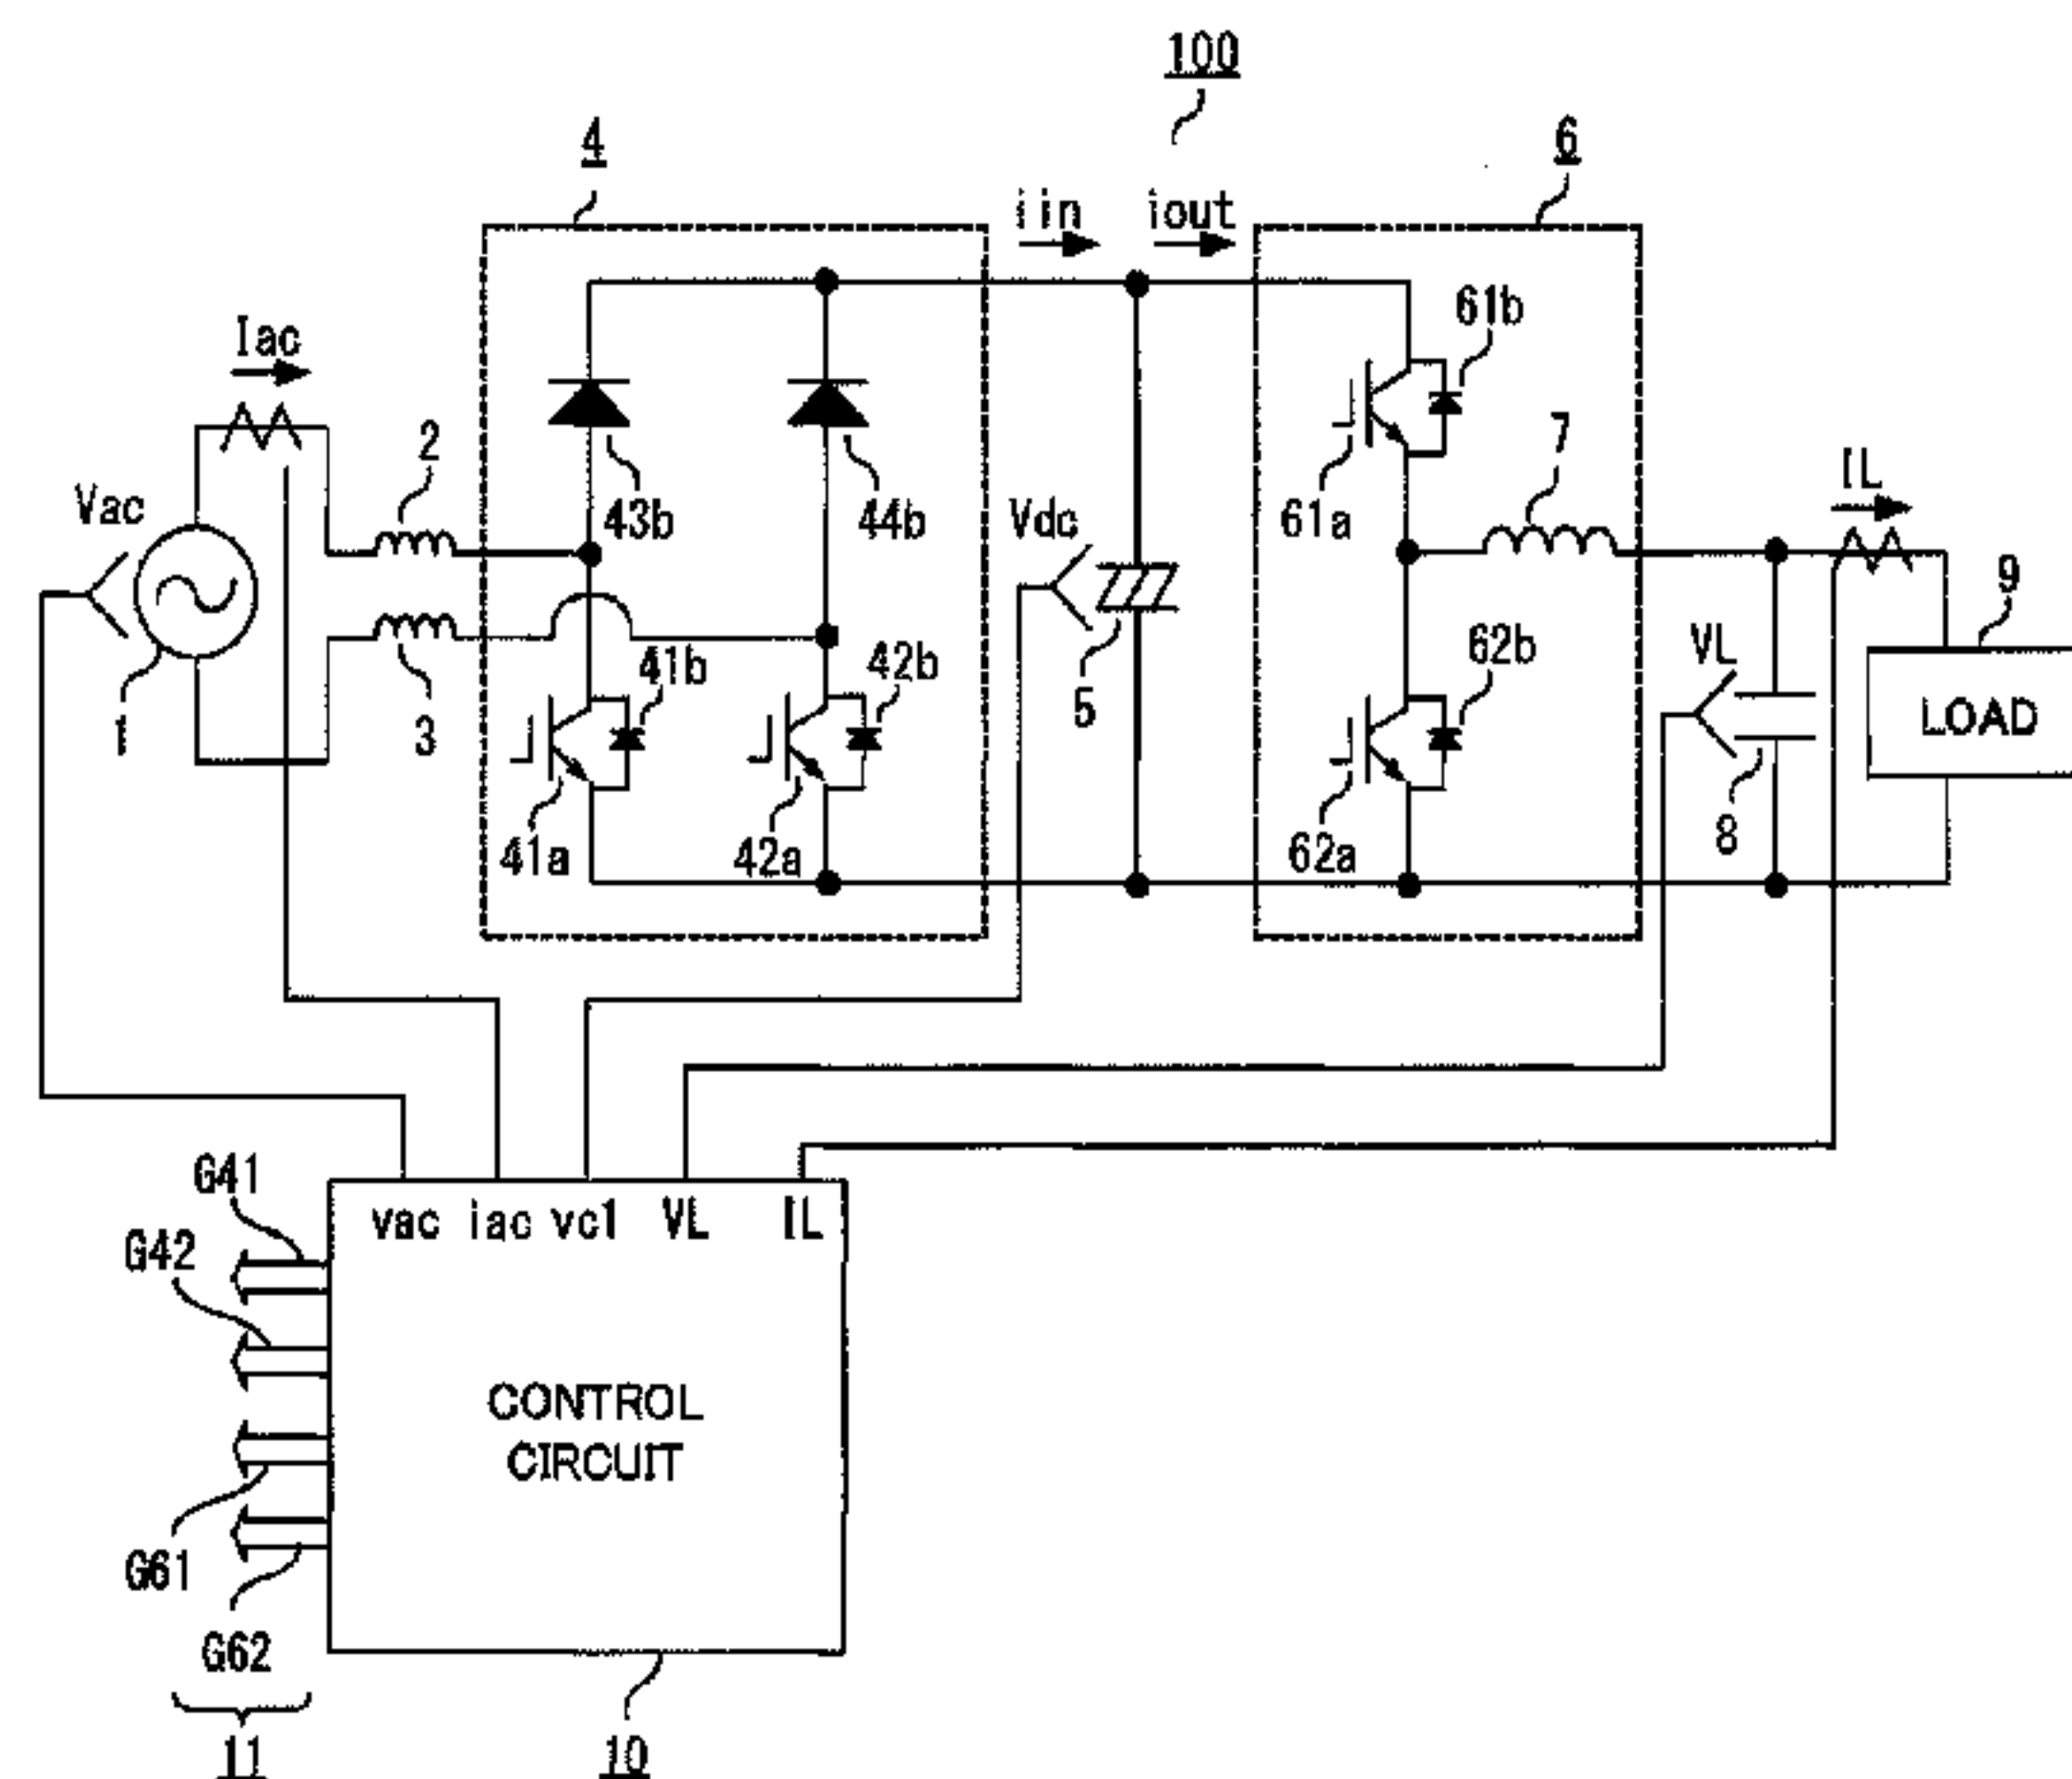 100
4
6
iin
iout
61b
Iac
2
7
IL
Vac
43b
44b
Vdc
61a
9
41b
42b
62b
VL
1
3
5
LOAD
41a
42a
62a
8
G41
vac iac vc1 VL IL
G42
CONTROL
CIRCUIT
G61
G62
11
10